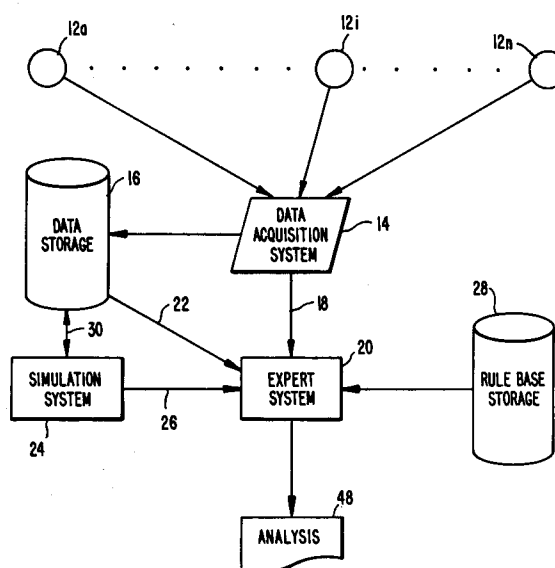 12a
12i
12n
16
DATA STORAGE
DATA ACQUISITION SYSTEM
14
22
18
28
30
20
SIMULATION SYSTEM
EXPERT SYSTEM
RULE BASE STORAGE
24
26
48
ANALYSIS